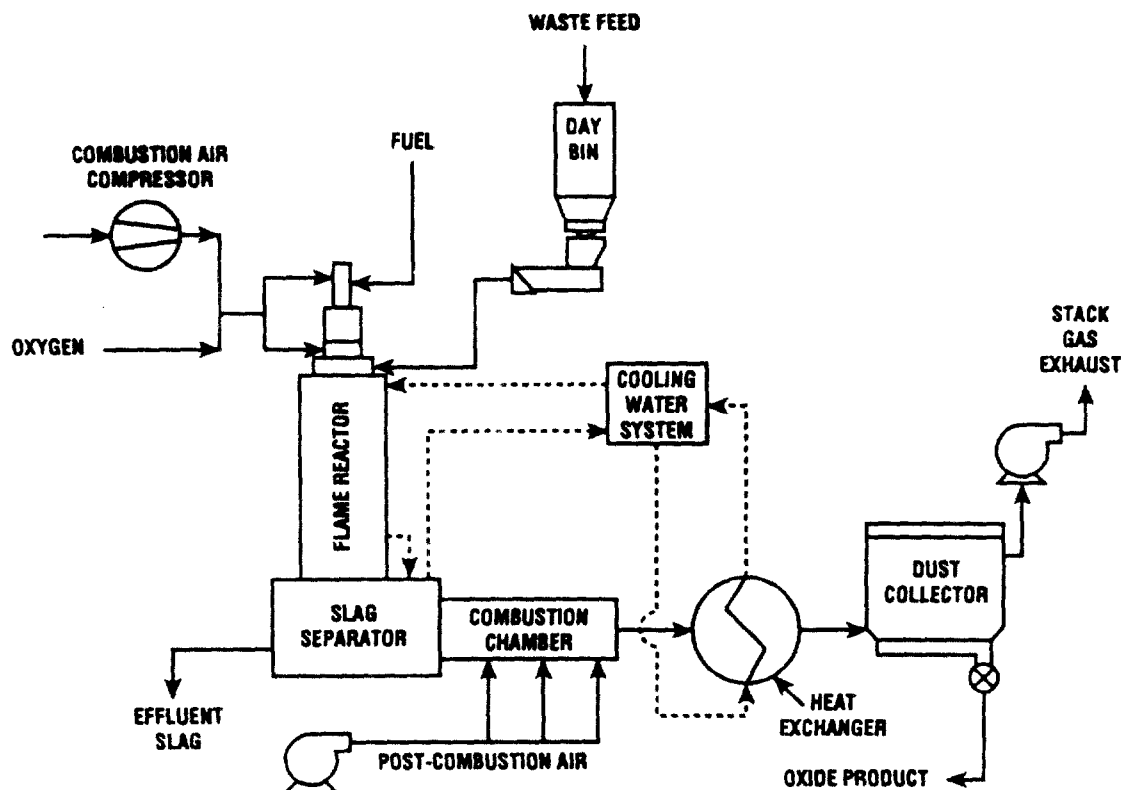 WASTE FEED
DAY
BIN
FUEL
COMBUSTION AIR
COMPRESSOR
OXYGEN
STACK
GAS
EXHAUST
COOLING
WATER
SYSTEM
FLAME REACTOR
DUST
COLLECTOR
SLAG
SEPARATOR
COMBUSTION
CHAMBER
HEAT
EXCHANGER
EFFLUENT
SLAG
POST-COMBUSTION AIR
OXIDE PRODUCT